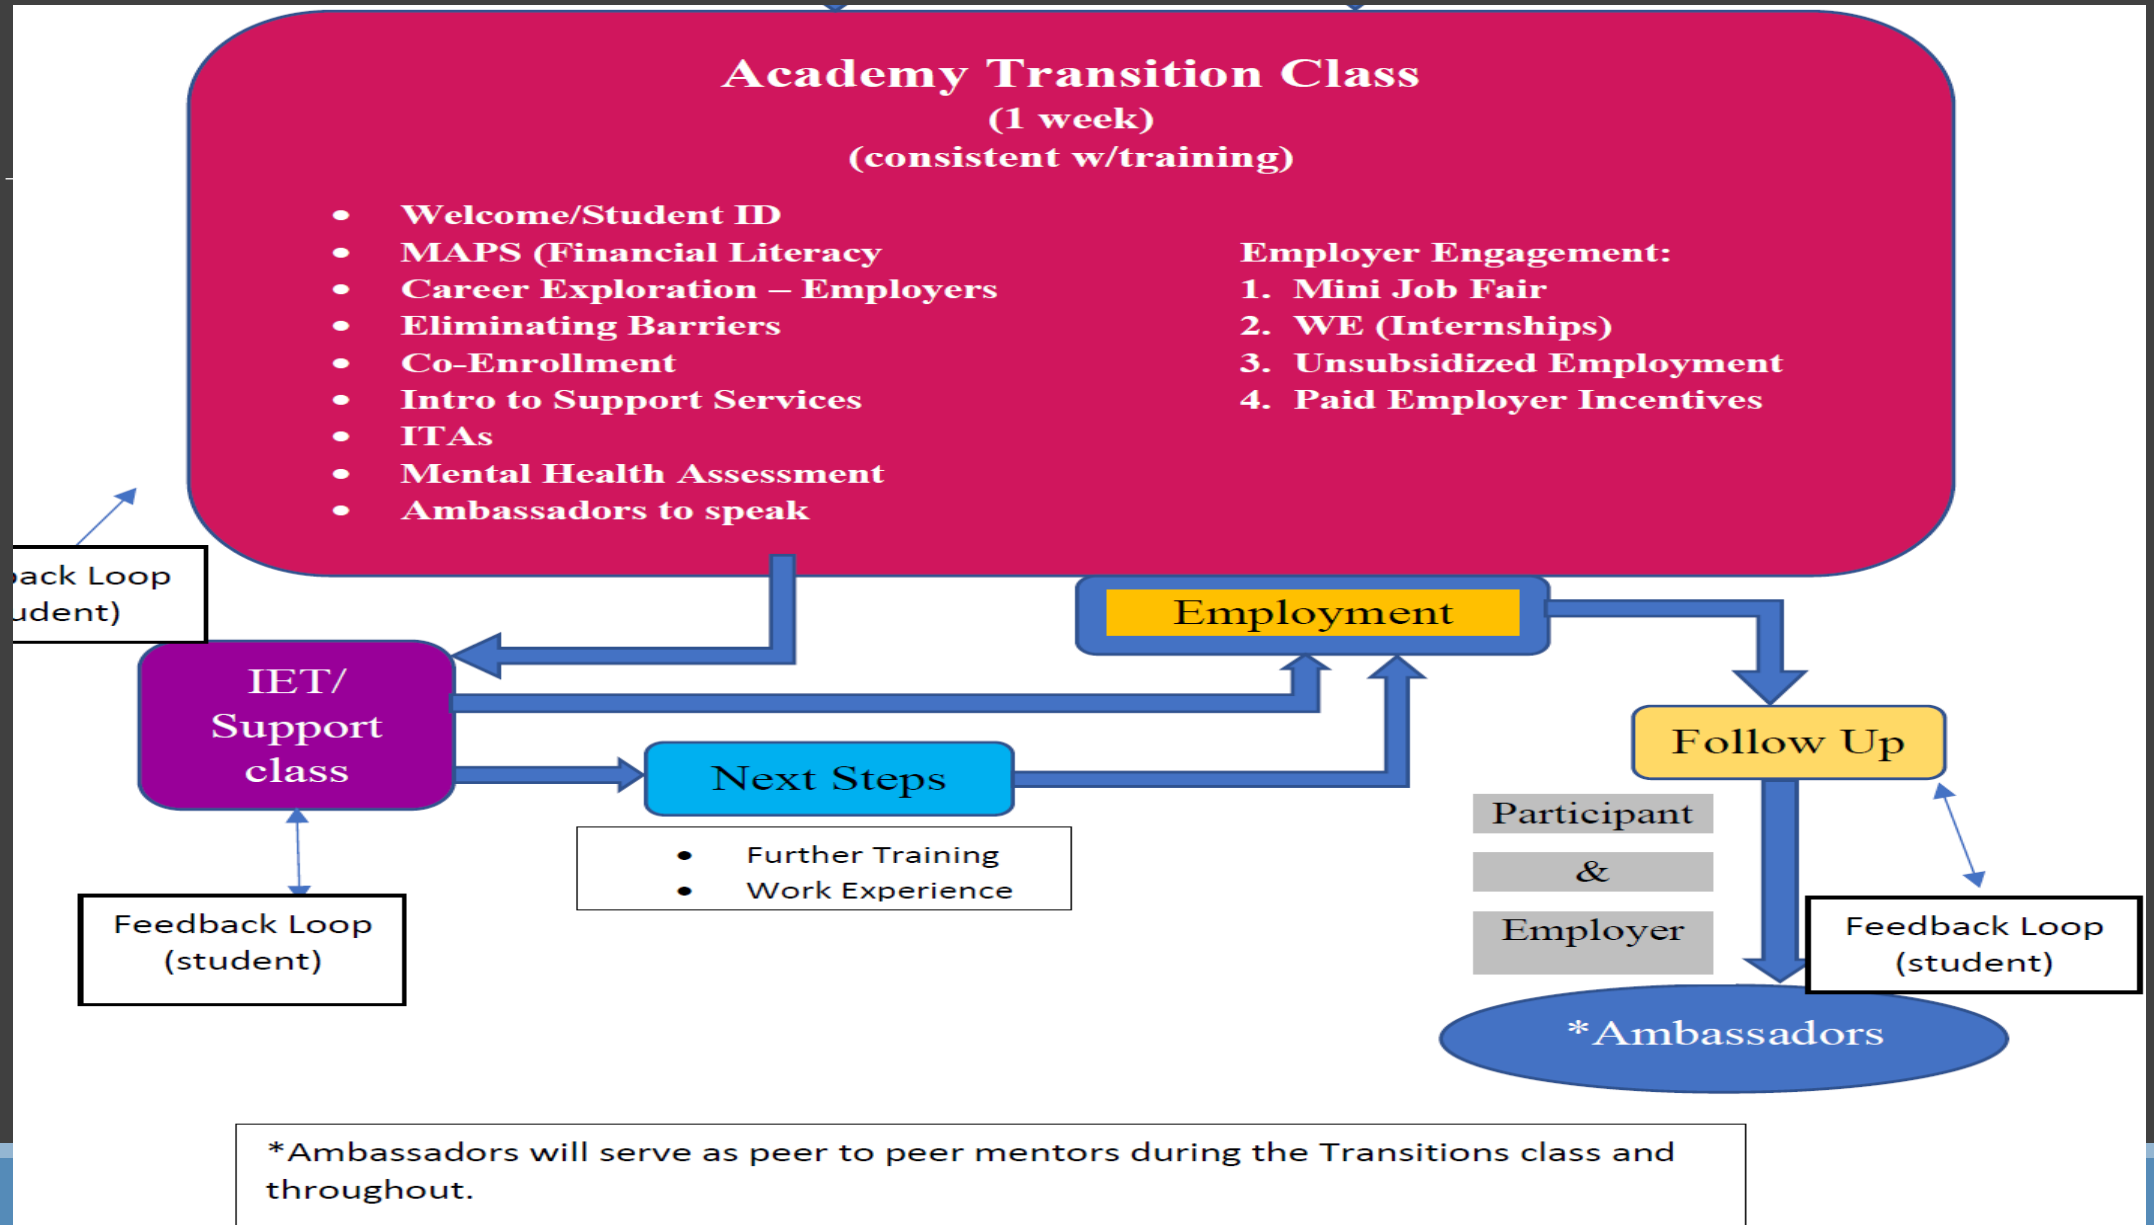 Academy Transition Class
(1 week)
(consistent w/training)
• Welcome/Student ID
• MAPS (Financial Literacy
• Career Exploration – Employers
• Eliminating Barriers
• Co-Enrollment
• Intro to Support Services
• ITAs
• Mental Health Assessment
• Ambassadors to speak
Employer Engagement:
1. Mini Job Fair
2. WE (Internships)
3. Unsubsidized Employment
4. Paid Employer Incentives
Loop
Employment
IET/
Support
class
Next Steps
• Further Training
• Work Experience
Follow Up
Participant
&
Employer
Feedback Loop
(student)
Feedback Loop
(student)
*Ambassadors
*Ambassadors will serve as peer to peer mentors during the Transitions class and
throughout.